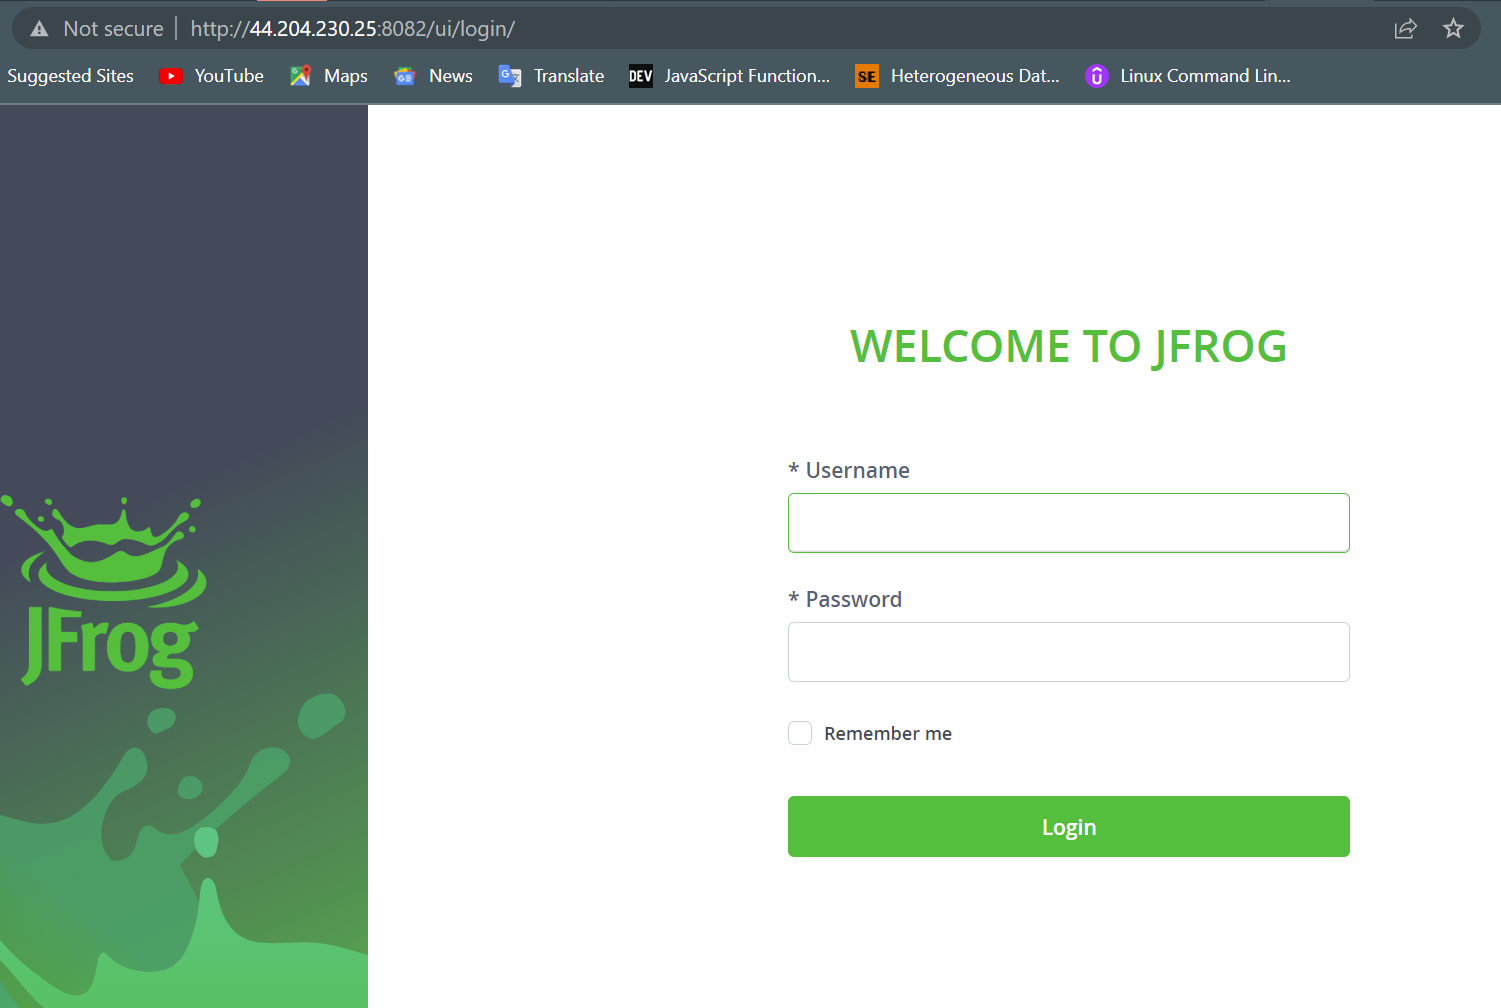 Not secure | http://44.204.230.25:8082/ui/login/
Suggested Sites YouTube Maps News Translate DEV JavaScript Function... SE Heterogeneous Dat... Linux Command Lin...
WELCOME TO JFROG
* Username
* Password
JFrog
Remember me
Login